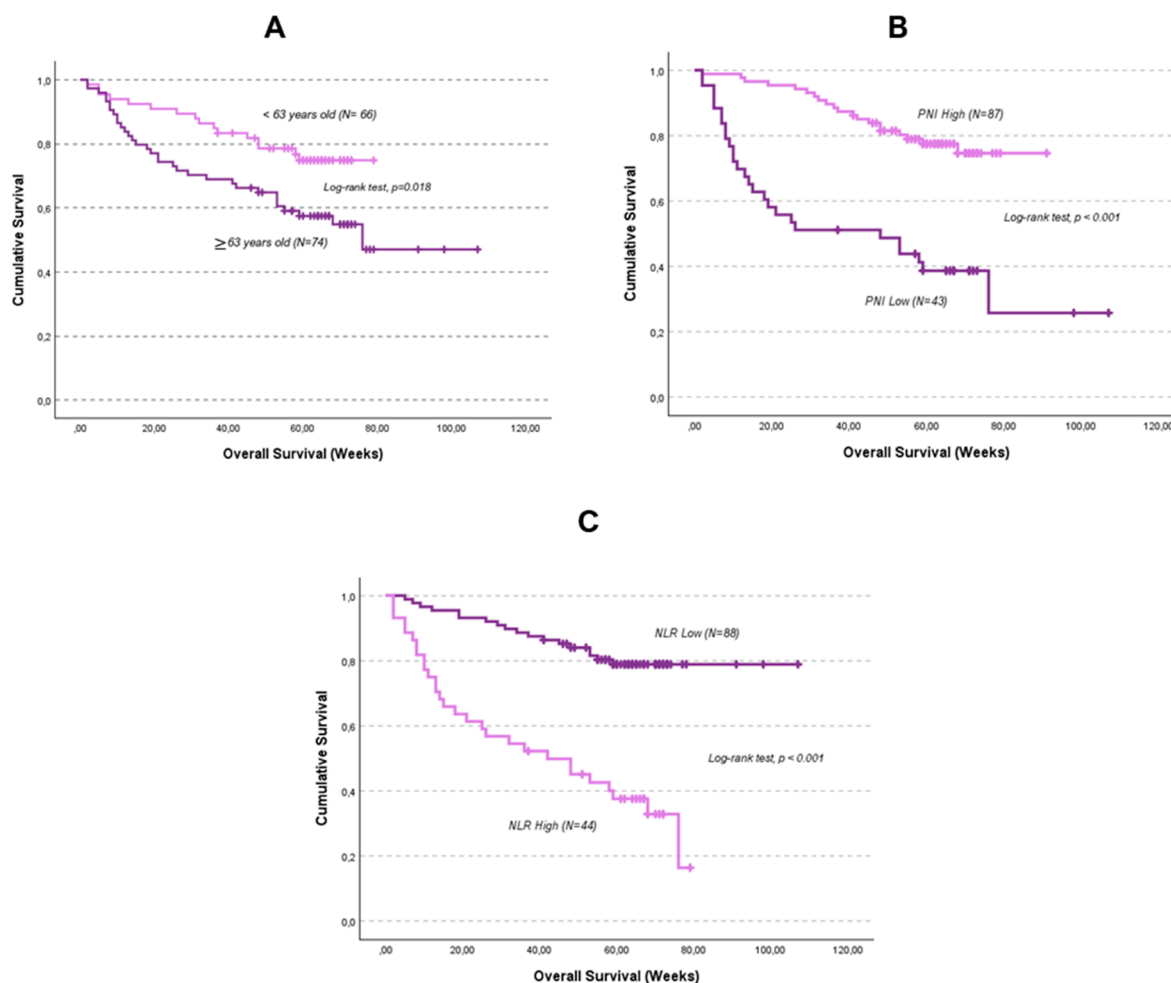 A
1,0
0,8
0,6
0,4
0,2
0,0
Cumulative Survival
< 63 years old (N= 66)
Log-rank test, p=0.018
≥ 63 years old (N=74)
,00 20,00 40,00 60,00 80,00 100,00 120,00
Overall Survival (Weeks)
B
1,0
0,8
0,6
0,4
0,2
0,0
Cumulative Survival
PNI High (N=87)
Log-rank test, p < 0.001
PNI Low (N=43)
,00 20,00 40,00 60,00 80,00 100,00 120,00
Overall Survival (Weeks)
C
1,0
0,8
0,6
0,4
0,2
0,0
Cumulative Survival
NLR Low (N=88)
Log-rank test, p < 0.001
NLR High (N=44)
,00 20,00 40,00 60,00 80,00 100,00 120,00
Overall Survival (Weeks)